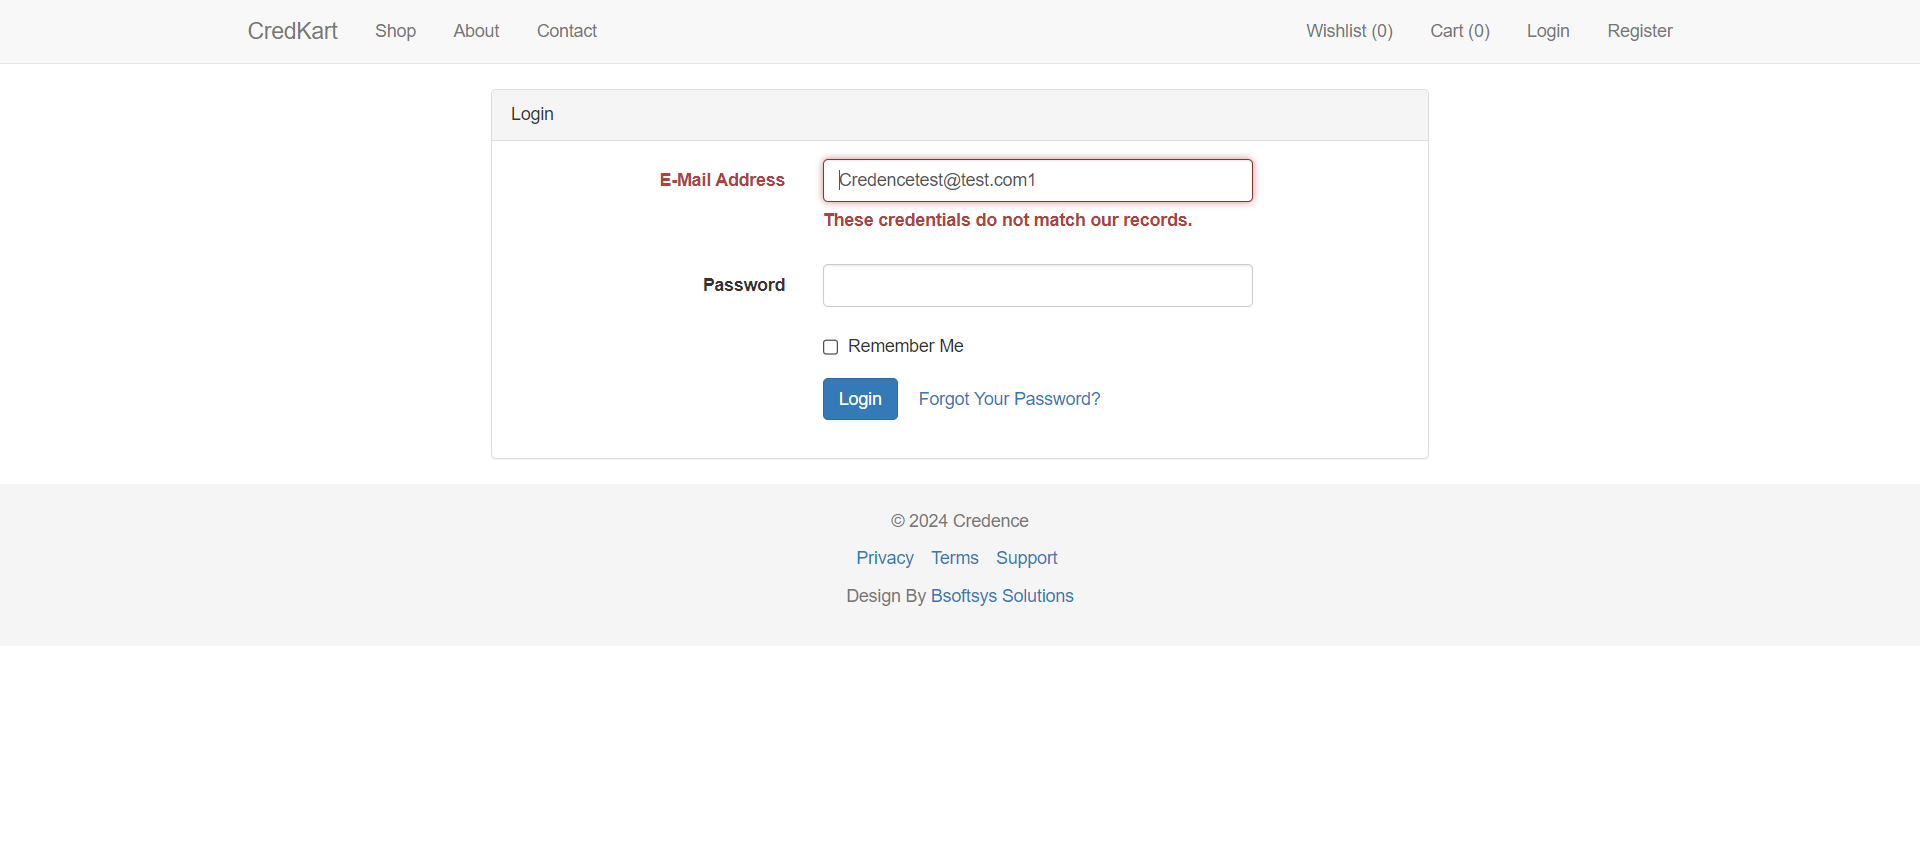 CredKart Shop About Contact Wishlist (0) Cart (0) Login Register
Login
E-Mail Address Credencetest@test.com1
These credentials do not match our records.
Password
Remember Me
Login Forgot Your Password?
© 2024 Credence
Privacy Terms Support
Design By Bsoftsys Solutions